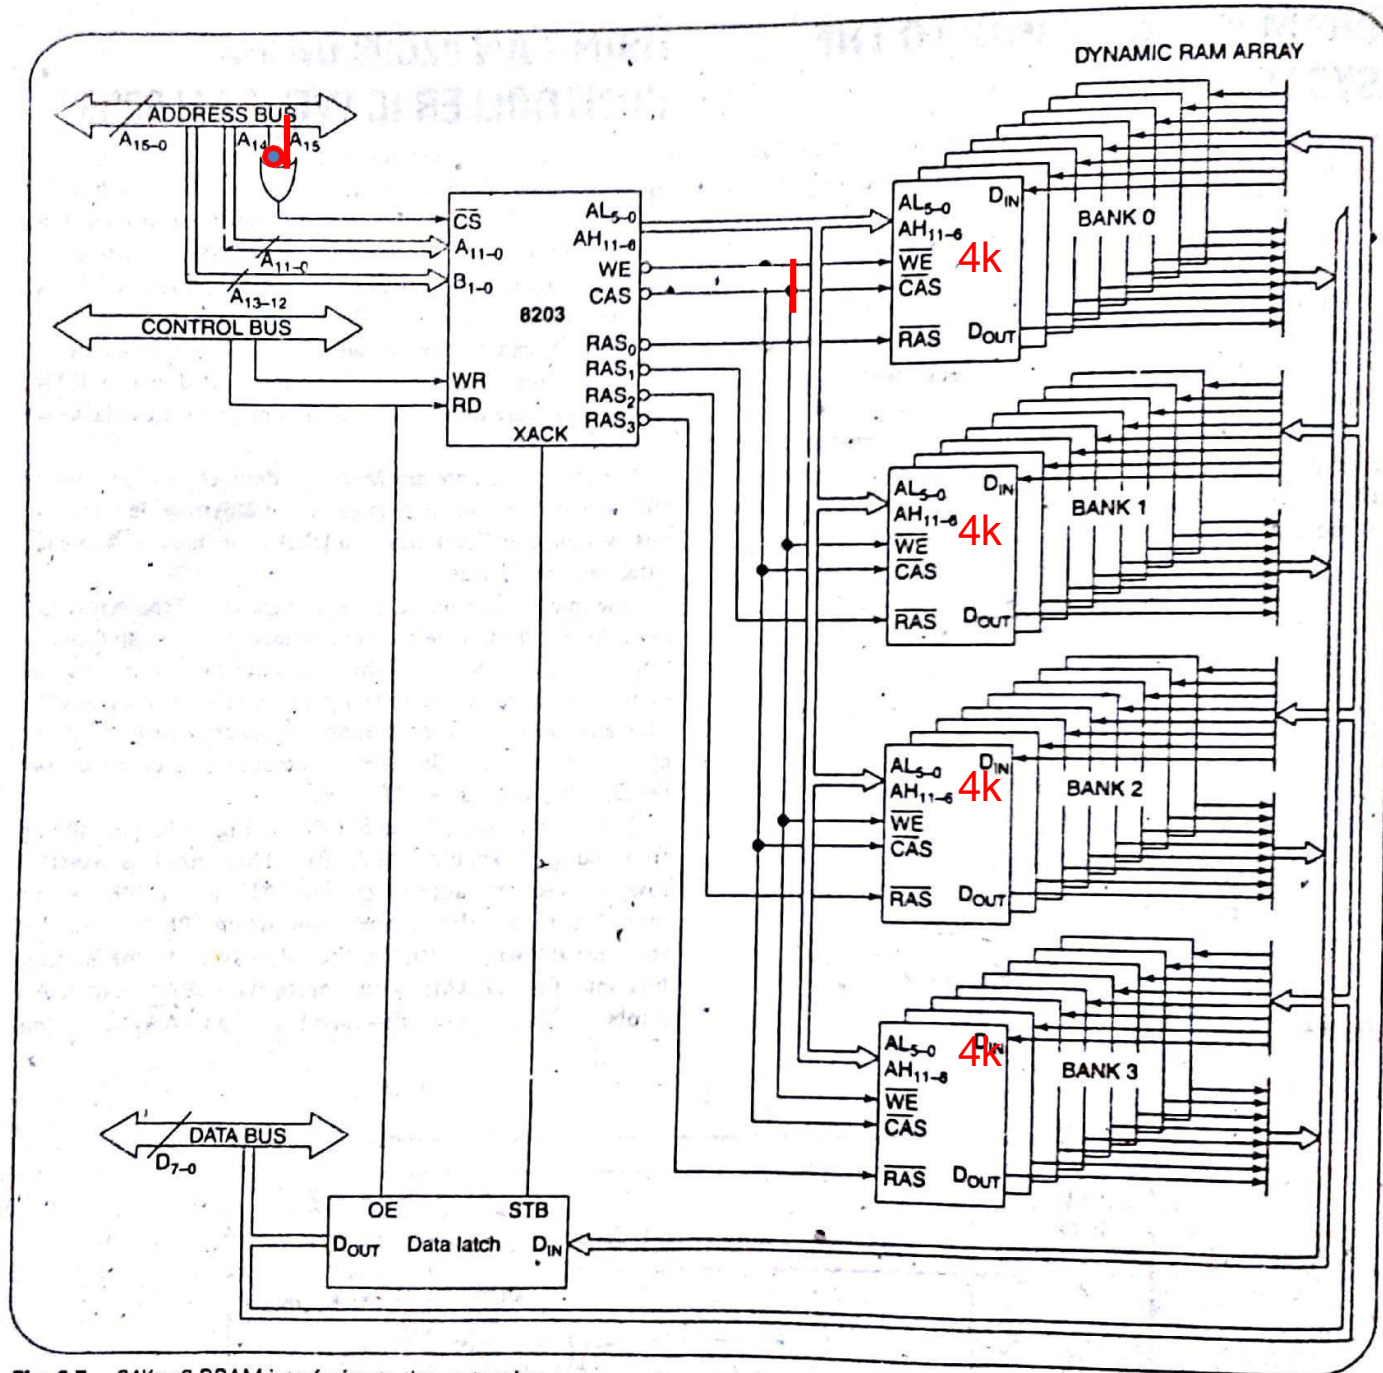 DYNAMIC RAM ARRAY
ADDRESS BUS
A15–0
A14
A15
CS
A11–0
B1–0
A11–0
A13–12
CONTROL BUS
WR
RD
8203
XACK
AL5–0
AH11–6
WE
CAS
RAS0
RAS1
RAS2
RAS3
AL5–0
AH11–6
WE
CAS
RAS
DIN
DOUT
4k
BANK 0
AL5–0
AH11–6
WE
CAS
RAS
DIN
DOUT
4k
BANK 1
AL5–0
AH11–6
WE
CAS
RAS
DIN
DOUT
4k
BANK 2
AL5–0
AH11–6
WE
CAS
RAS
DIN
DOUT
4k
BANK 3
DATA BUS
D7–0
OE
STB
DOUT
Data latch
DIN